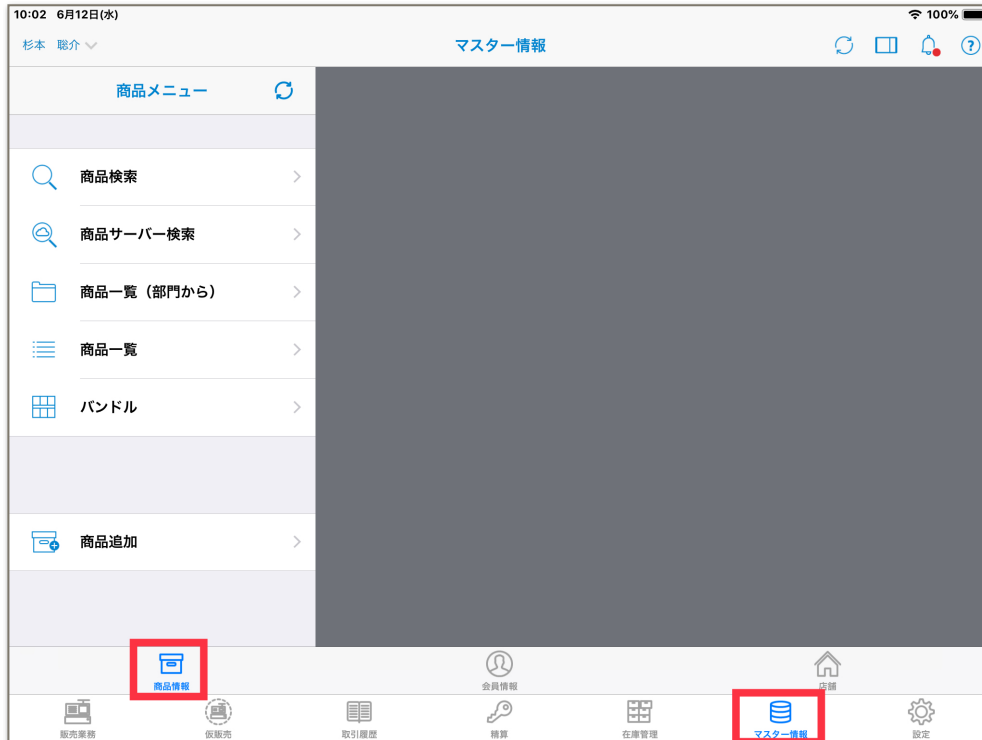 10:02 6月12日(水) 100%
杉本 聡介 マスター情報
商品メニュー
商品検索
商品サーバー検索
商品一覧（部門から）
商品一覧
バンドル
商品追加
商品情報 会員情報 店舗
販売業務 仮販売 取引履歴 精算 在庫管理 マスター情報 設定